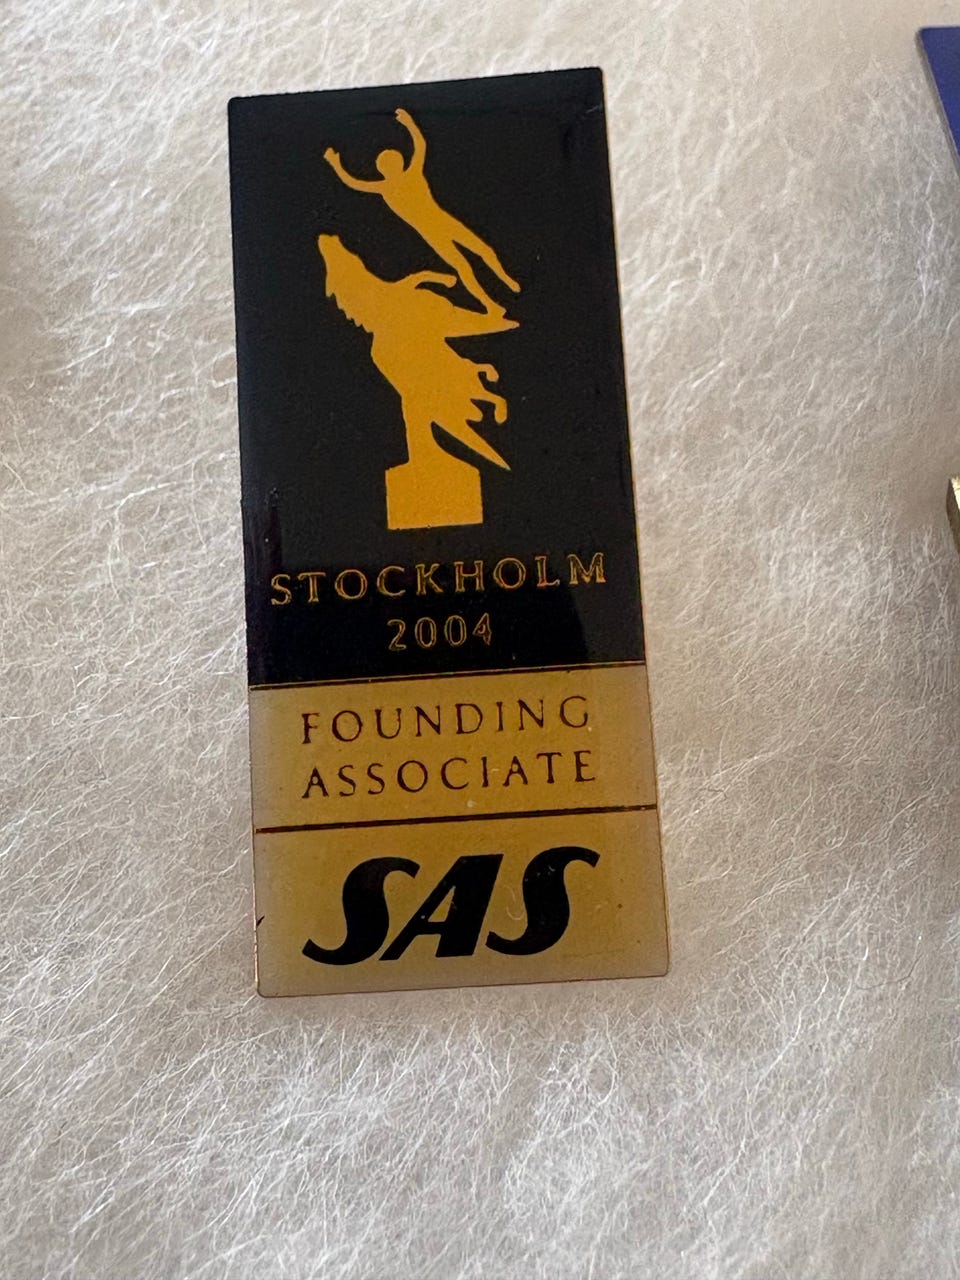 STOCKHOLM
2004
FOUNDING
ASSOCIATE
SAS